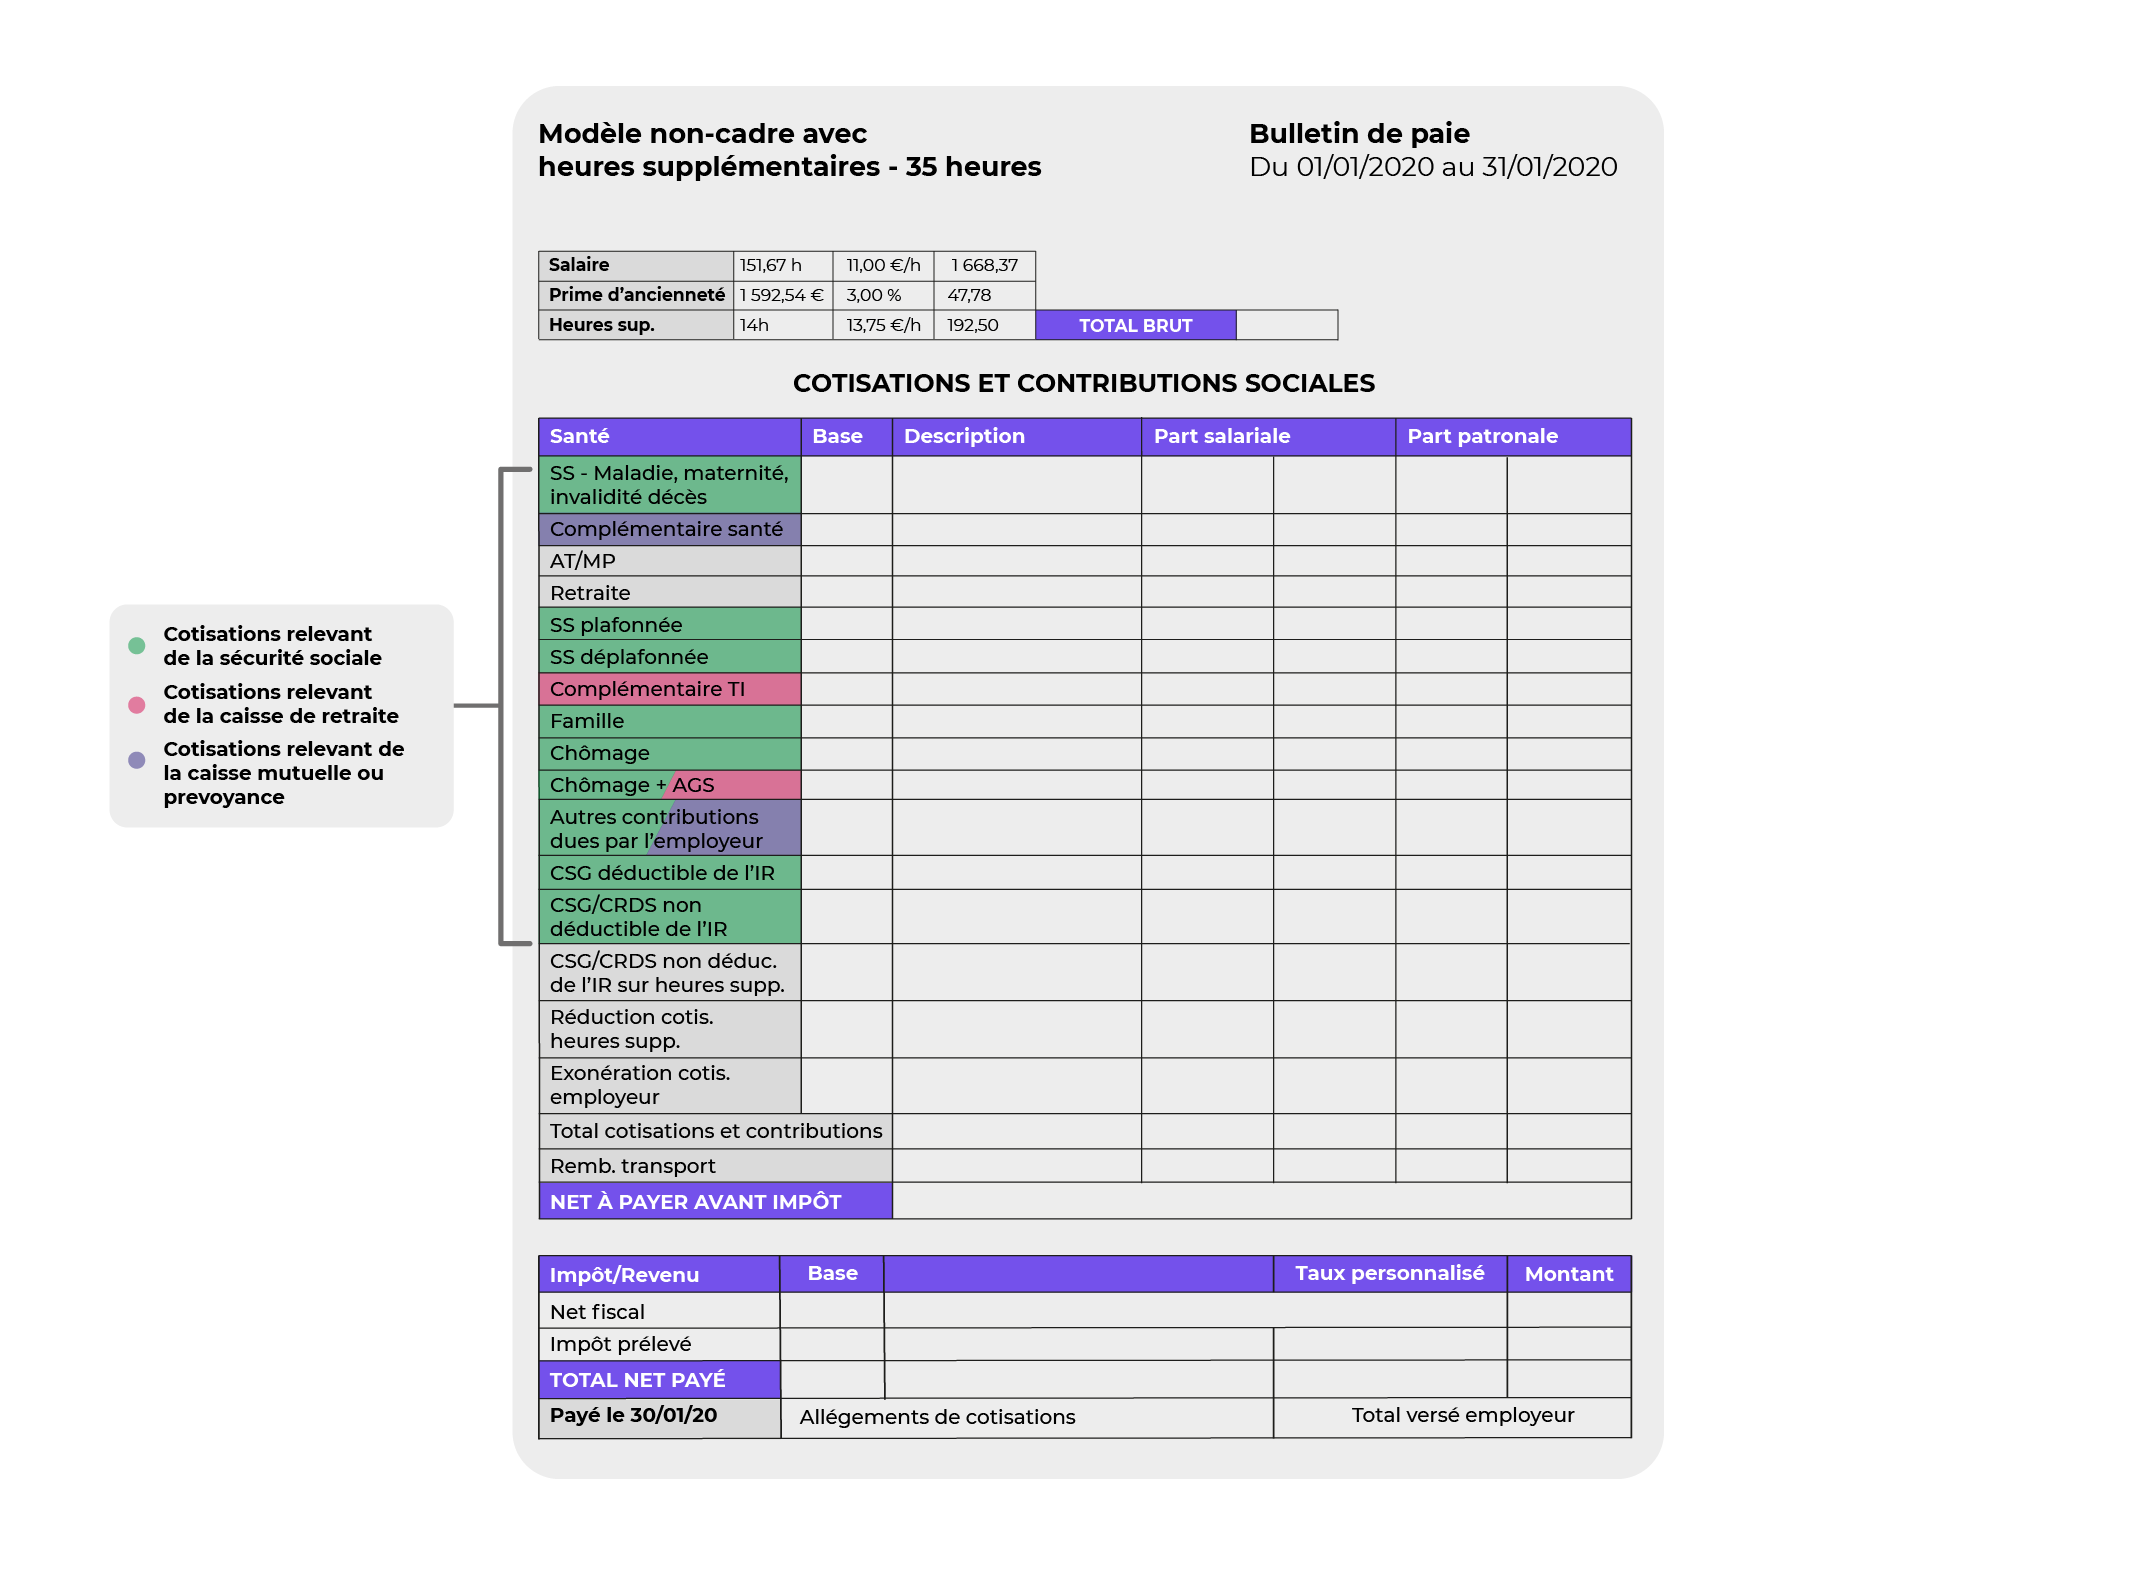 Modèle non-cadre avec
heures supplémentaires - 35 heures
Bulletin de paie
Du 01/01/2020 au 31/01/2020
Salaire 151,67 h 11,00 €/h 1 668,37
Prime d’ancienneté 1 592,54 € 3,00 % 47,78
Heures sup. 14h 13,75 €/h 192,50 TOTAL BRUT
COTISATIONS ET CONTRIBUTIONS SOCIALES
Santé Base Description Part salariale Part patronale
SS - Maladie, maternité,
invalidité décès
Complémentaire santé
AT/MP
Retraite
SS plafonnée
SS déplafonnée
Complémentaire TI
Famille
Chômage
Chômage + AGS
Autres contributions
dues par l’employeur
CSG déductible de l’IR
CSG/CRDS non
déductible de l’IR
CSG/CRDS non déduc.
de l’IR sur heures supp.
Réduction cotis.
heures supp.
Exonération cotis.
employeur
Total cotisations et contributions
Remb. transport
NET À PAYER AVANT IMPÔT
Cotisations relevant
de la sécurité sociale
Cotisations relevant
de la caisse de retraite
Cotisations relevant de
la caisse mutuelle ou
prevoyance
Impôt/Revenu Base Taux personnalisé Montant
Net fiscal
Impôt prélevé
TOTAL NET PAYÉ
Payé le 30/01/20 Allégements de cotisations Total versé employeur